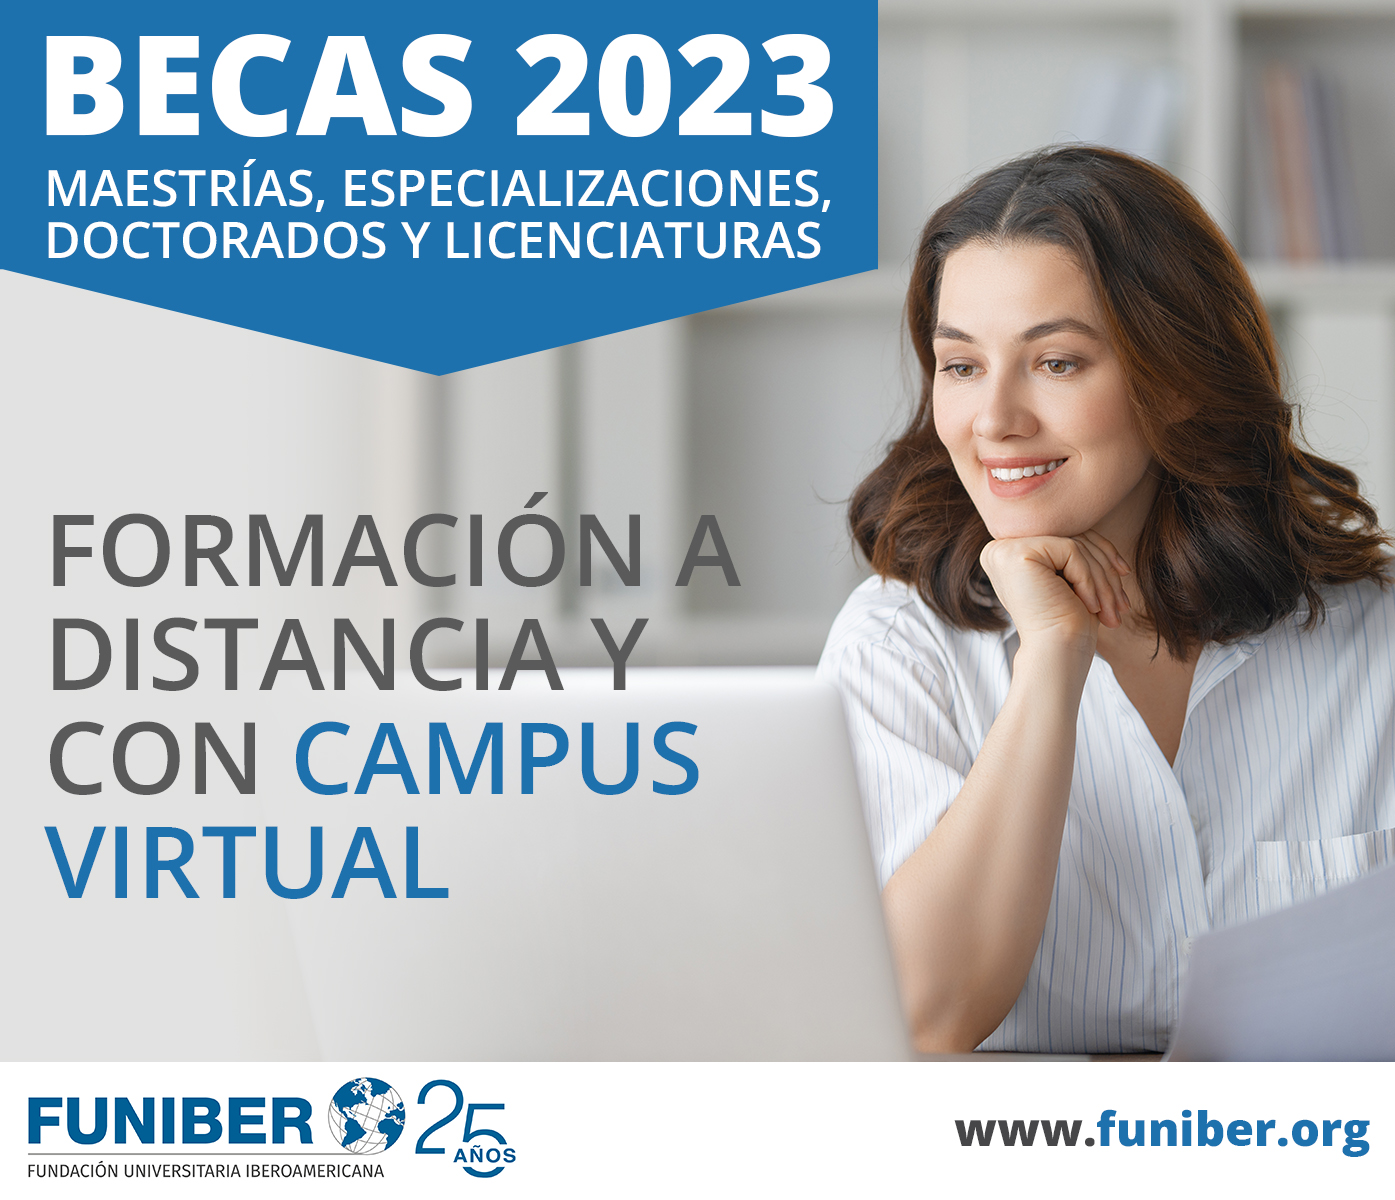 BECAS 2023
MAESTRÍAS, ESPECIALIZACIONES,
DOCTORADOS Y LICENCIATURAS
FORMACIÓN A
DISTANCIA Y
CON CAMPUS
VIRTUAL
FUNIBER
FUNDACIÓN UNIVERSITARIA IBEROAMERICANA
25
AÑOS
www.funiber.org